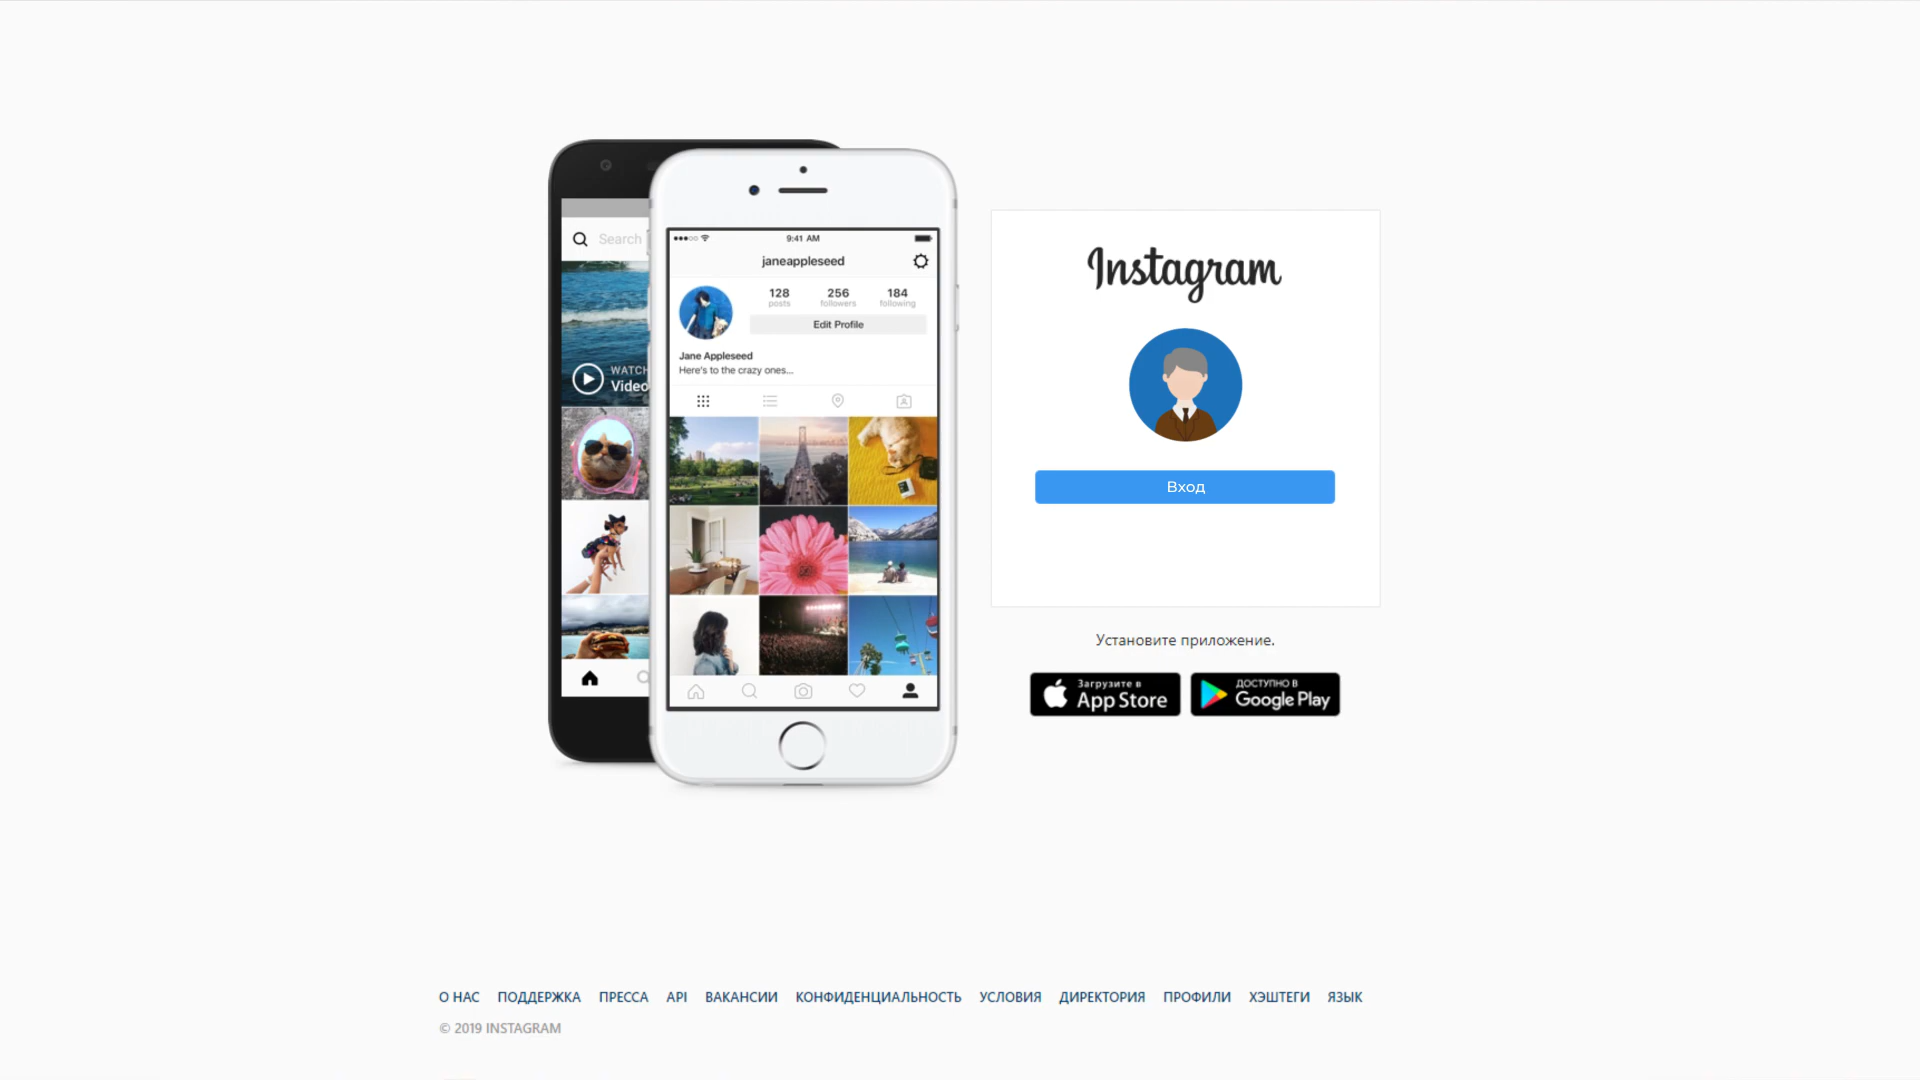 Search
WATCH
Video
9:41 AM
janeappleseed
128
256
184
posts
followers
following
Edit Profile
Jane Appleseed
Here's to the crazy ones...
Instagram
Вход
Установите приложение.
Загрузите в
App Store
ДОСТУПНО В
Google Play
О НАС ПОДДЕРЖКА ПРЕССА API ВАКАНСИИ КОНФИДЕНЦИАЛЬНОСТЬ УСЛОВИЯ ДИРЕКТОРИЯ ПРОФИЛИ ХЭШТЕГИ ЯЗЫК
© 2019 INSTAGRAM